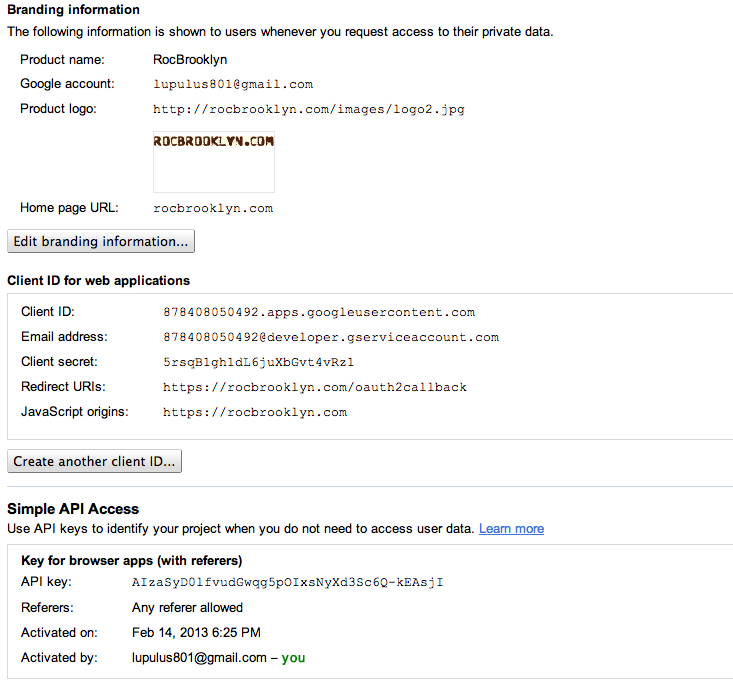 Branding information
The following information is shown to users whenever you request access to their private data.
Product name: RocBrooklyn
Google account: lupulus801@gmail.com
Product logo: http://rocbrooklyn.com/images/logo2.jpg
ROCBROOKLYN.COM
Home page URL: rocbrooklyn.com
Edit branding information...
Client ID for web applications
Client ID: 878408050492.apps.googleusercontent.com
Email address: 878408050492@developer.gserviceaccount.com
Client secret: 5rsqB1gh1dL6juXbGvt4vRz1
Redirect URIs: https://rocbrooklyn.com/oauth2callback
JavaScript origins: https://rocbrooklyn.com
Create another client ID...
Simple API Access
Use API keys to identify your project when you do not need to access user data. Learn more
Key for browser apps (with referers)
API key: AIzaSyD0lfvudGwqg5pOIxsNyXd3Sc6Q-kEAsjI
Referers: Any referer allowed
Activated on: Feb 14, 2013 6:25 PM
Activated by: lupulus801@gmail.com – you